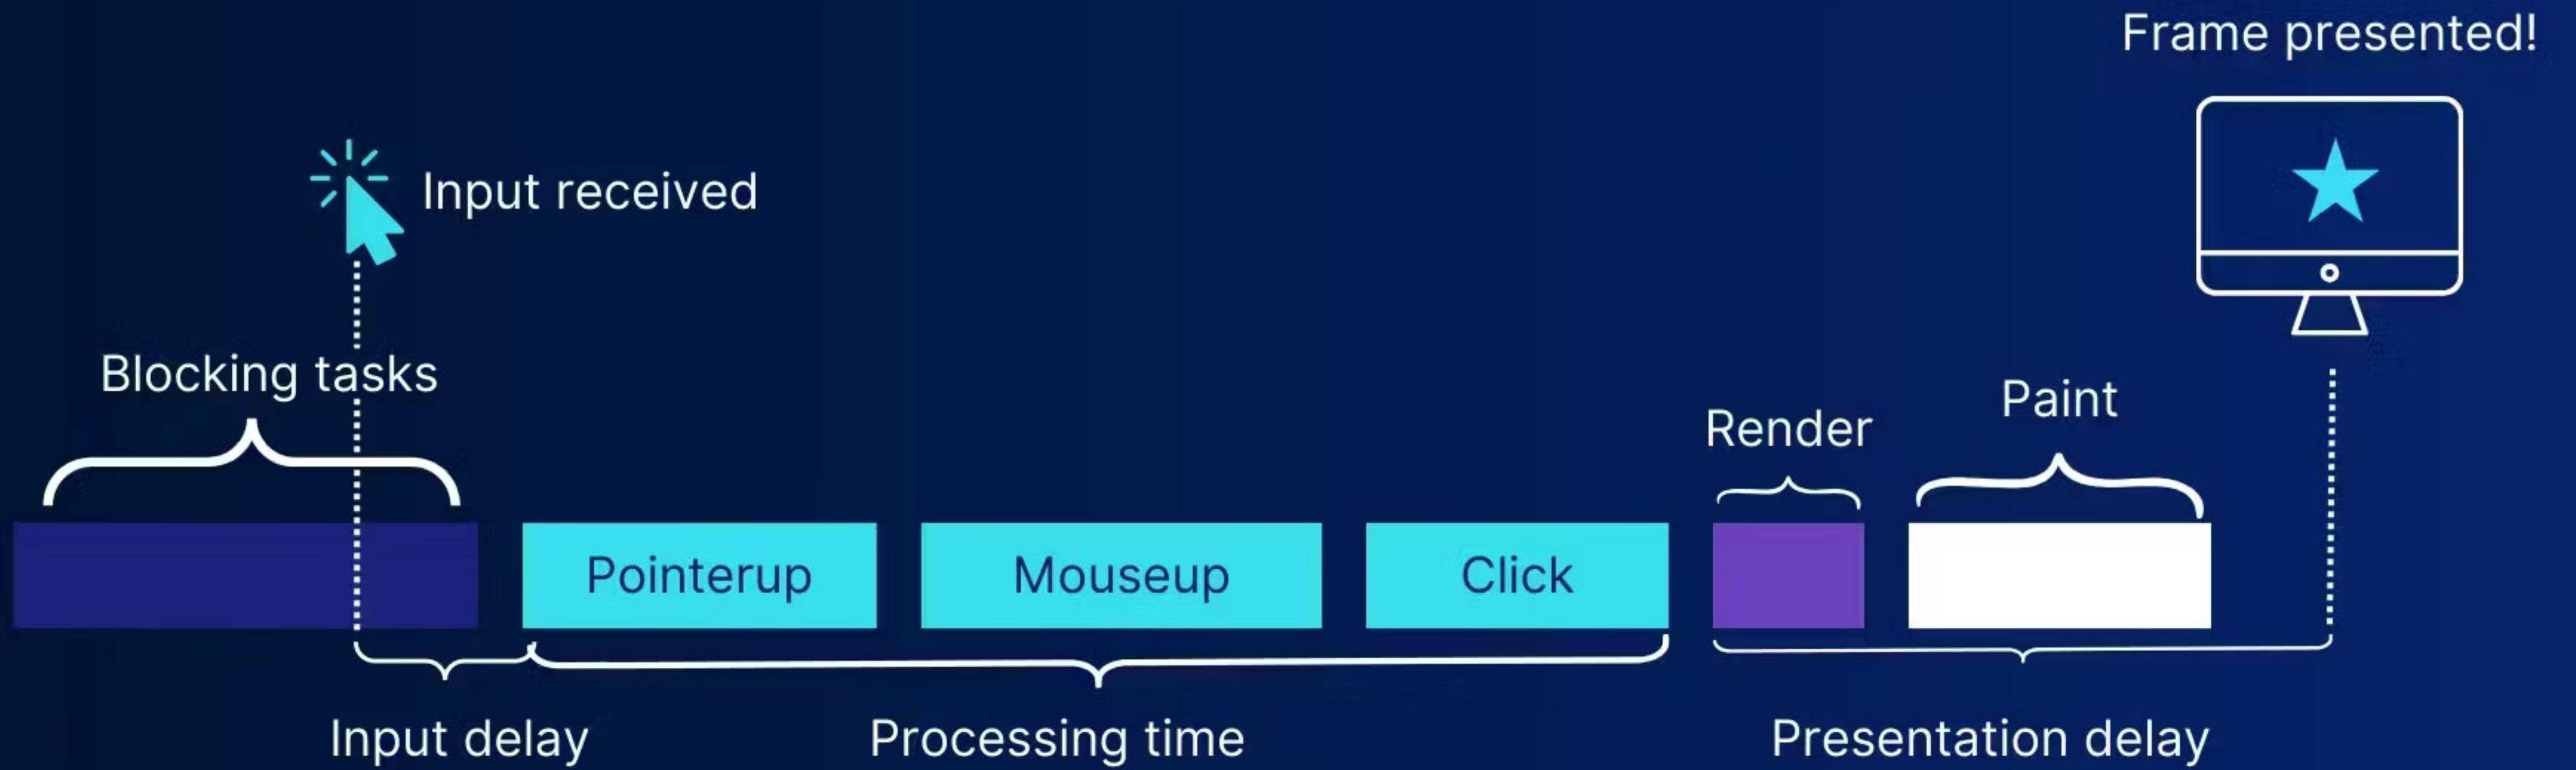 Frame presented!
Input received
Blocking tasks
Paint
Render
Pointerup
Mouseup
Click
Input delay
Processing time
Presentation delay